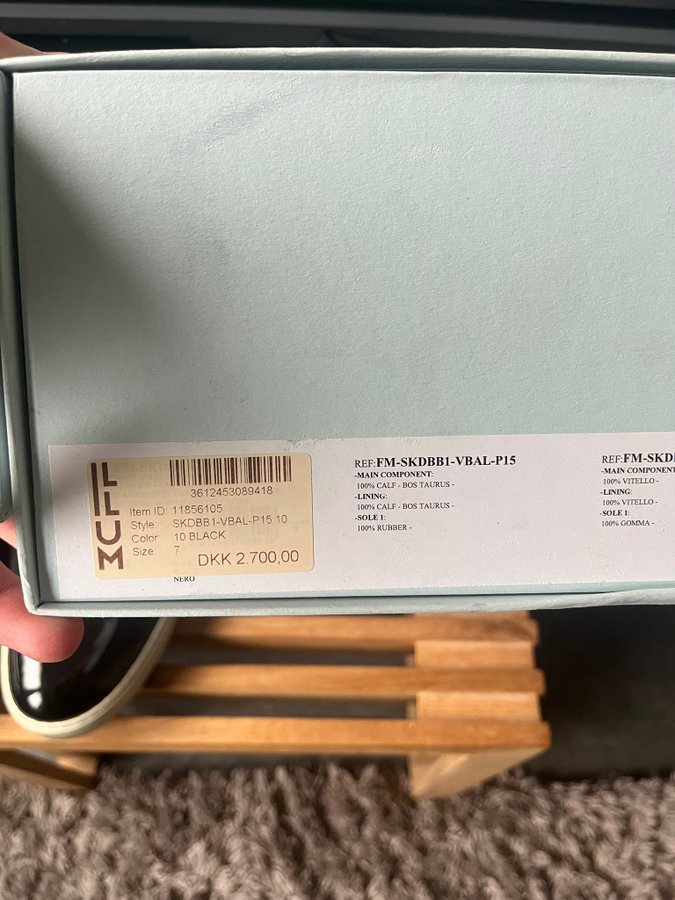 ILLUM
3612453089418
Item ID: 11856105
Style SKDBB1-VBAL-P15 10
Color 10 BLACK
Size: 7
DKK 2.700,00
NERO
REF:FM-SKDBB1-VBAL-P15
-MAIN COMPONENT:
100% CALF - BOS TAURUS -
-LINING:
100% CALF - BOS TAURUS -
-SOLE 1:
100% RUBBER -
REF:FM-SKD
-MAIN COMPONENT
100% VITELLO -
-LINING:
100% VITELLO -
-SOLE 1:
100% GOMMA -